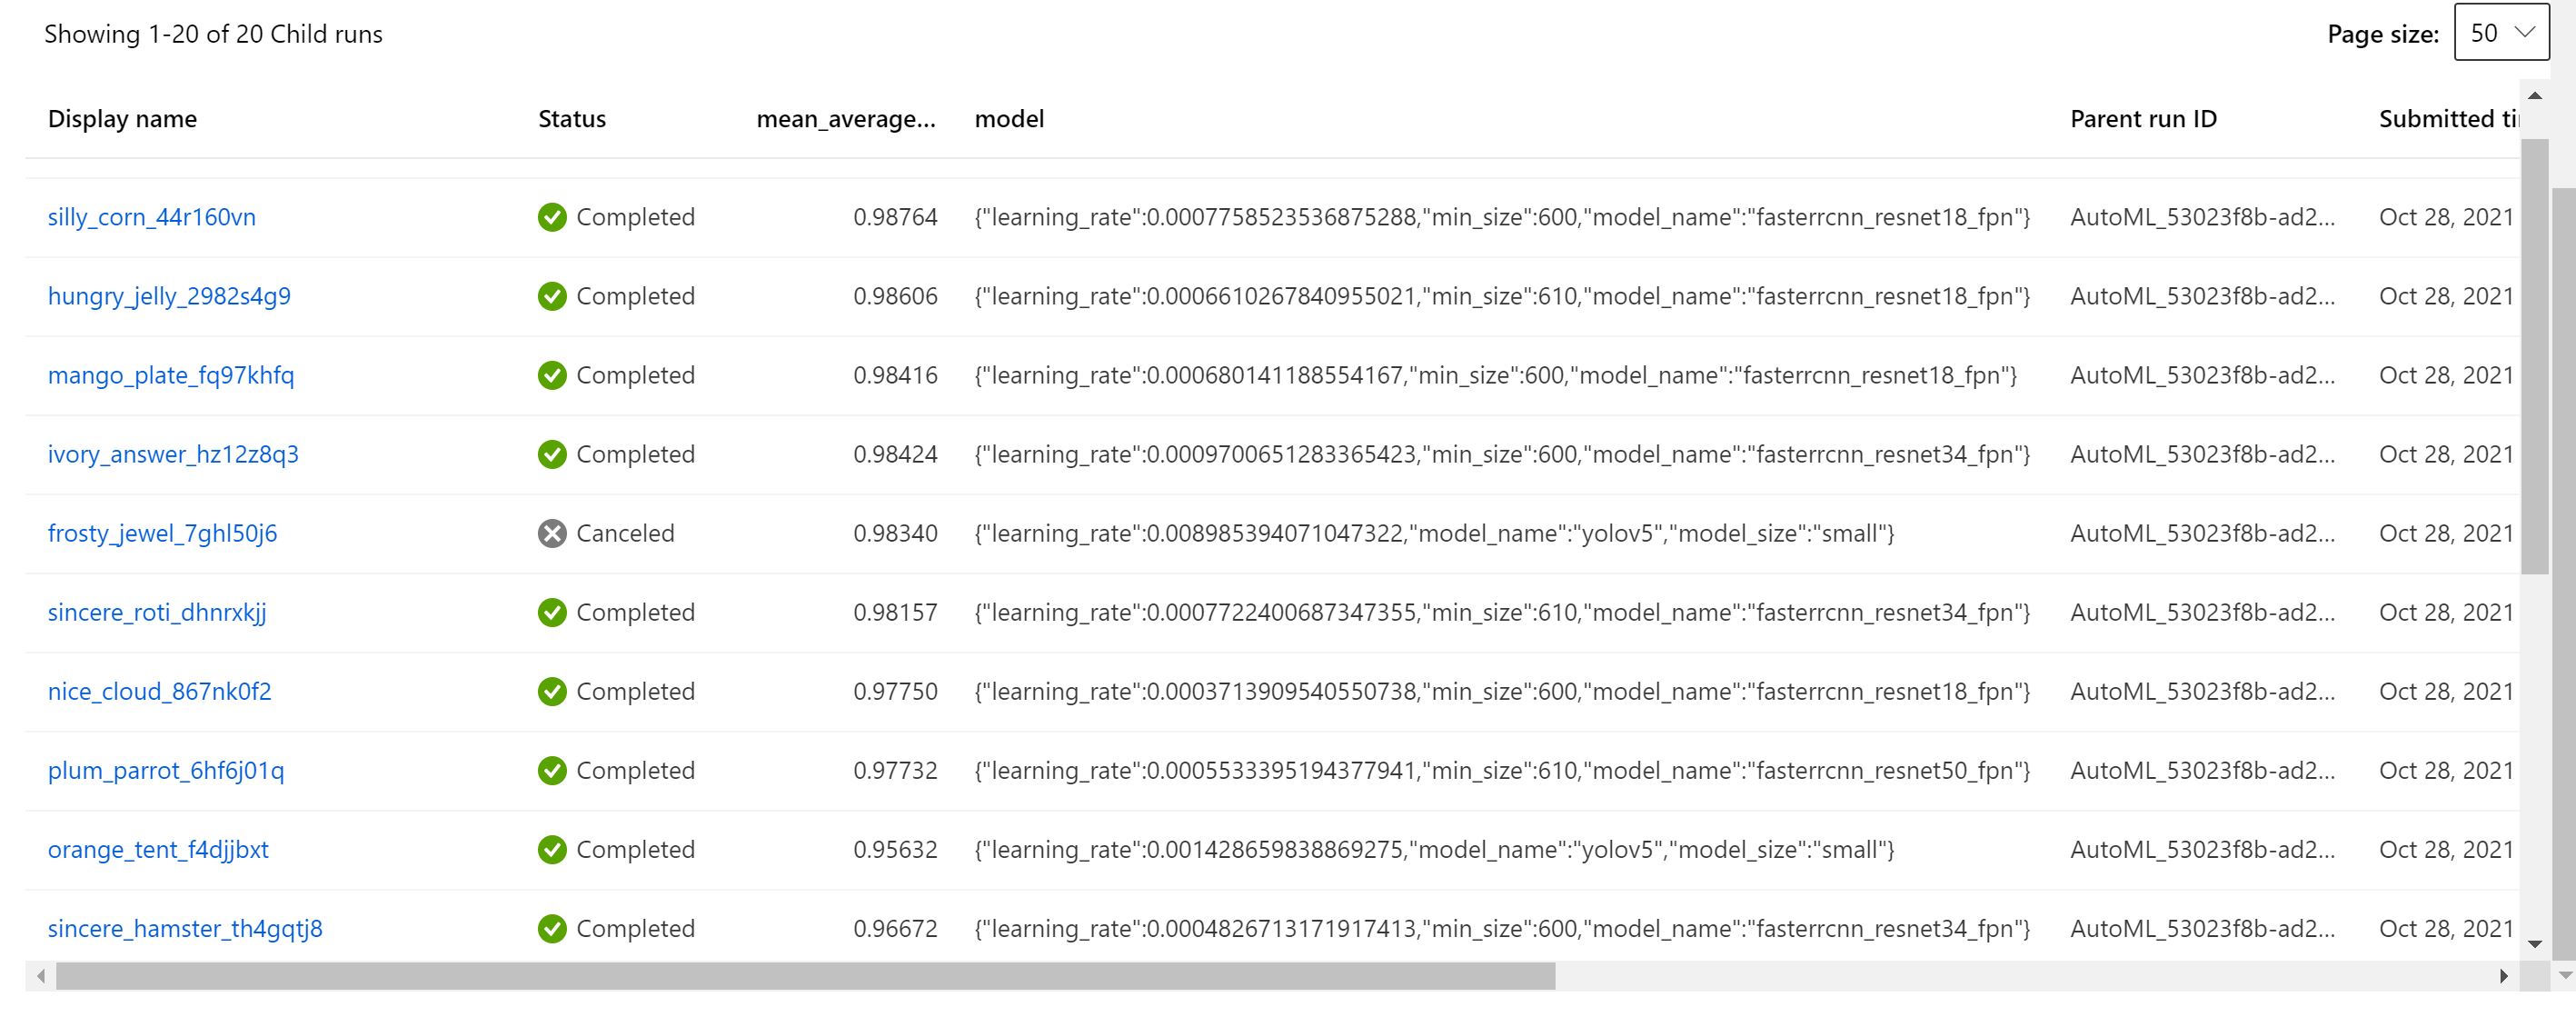 Showing 1-20 of 20 Child runs Page size: 50
Display name Status mean_average... model Parent run ID Submitted ti
silly_corn_44r160vn Completed 0.98764 {"learning_rate":0.0007758523536875288,"min_size":600,"model_name":"fasterrcnn_resnet18_fpn"} AutoML_53023f8b-ad2... Oct 28, 2021
hungry_jelly_2982s4g9 Completed 0.98606 {"learning_rate":0.0006610267840955021,"min_size":610,"model_name":"fasterrcnn_resnet18_fpn"} AutoML_53023f8b-ad2... Oct 28, 2021
mango_plate_fq97khfq Completed 0.98416 {"learning_rate":0.000680141188554167,"min_size":600,"model_name":"fasterrcnn_resnet18_fpn"} AutoML_53023f8b-ad2... Oct 28, 2021
ivory_answer_hz12z8q3 Completed 0.98424 {"learning_rate":0.0009700651283365423,"min_size":600,"model_name":"fasterrcnn_resnet34_fpn"} AutoML_53023f8b-ad2... Oct 28, 2021
frosty_jewel_7ghl50j6 Canceled 0.98340 {"learning_rate":0.008985394071047322,"model_name":"yolov5","model_size":"small"} AutoML_53023f8b-ad2... Oct 28, 2021
sincere_roti_dhnrxkjj Completed 0.98157 {"learning_rate":0.0007722400687347355,"min_size":610,"model_name":"fasterrcnn_resnet34_fpn"} AutoML_53023f8b-ad2... Oct 28, 2021
nice_cloud_867nk0f2 Completed 0.97750 {"learning_rate":0.0003713909540550738,"min_size":600,"model_name":"fasterrcnn_resnet18_fpn"} AutoML_53023f8b-ad2... Oct 28, 2021
plum_parrot_6hf6j01q Completed 0.97732 {"learning_rate":0.0005533395194377941,"min_size":610,"model_name":"fasterrcnn_resnet50_fpn"} AutoML_53023f8b-ad2... Oct 28, 2021
orange_tent_f4djjbxt Completed 0.95632 {"learning_rate":0.001428659838869275,"model_name":"yolov5","model_size":"small"} AutoML_53023f8b-ad2... Oct 28, 2021
sincere_hamster_th4gqtj8 Completed 0.96672 {"learning_rate":0.0004826713171917413,"min_size":600,"model_name":"fasterrcnn_resnet34_fpn"} AutoML_53023f8b-ad2... Oct 28, 2021